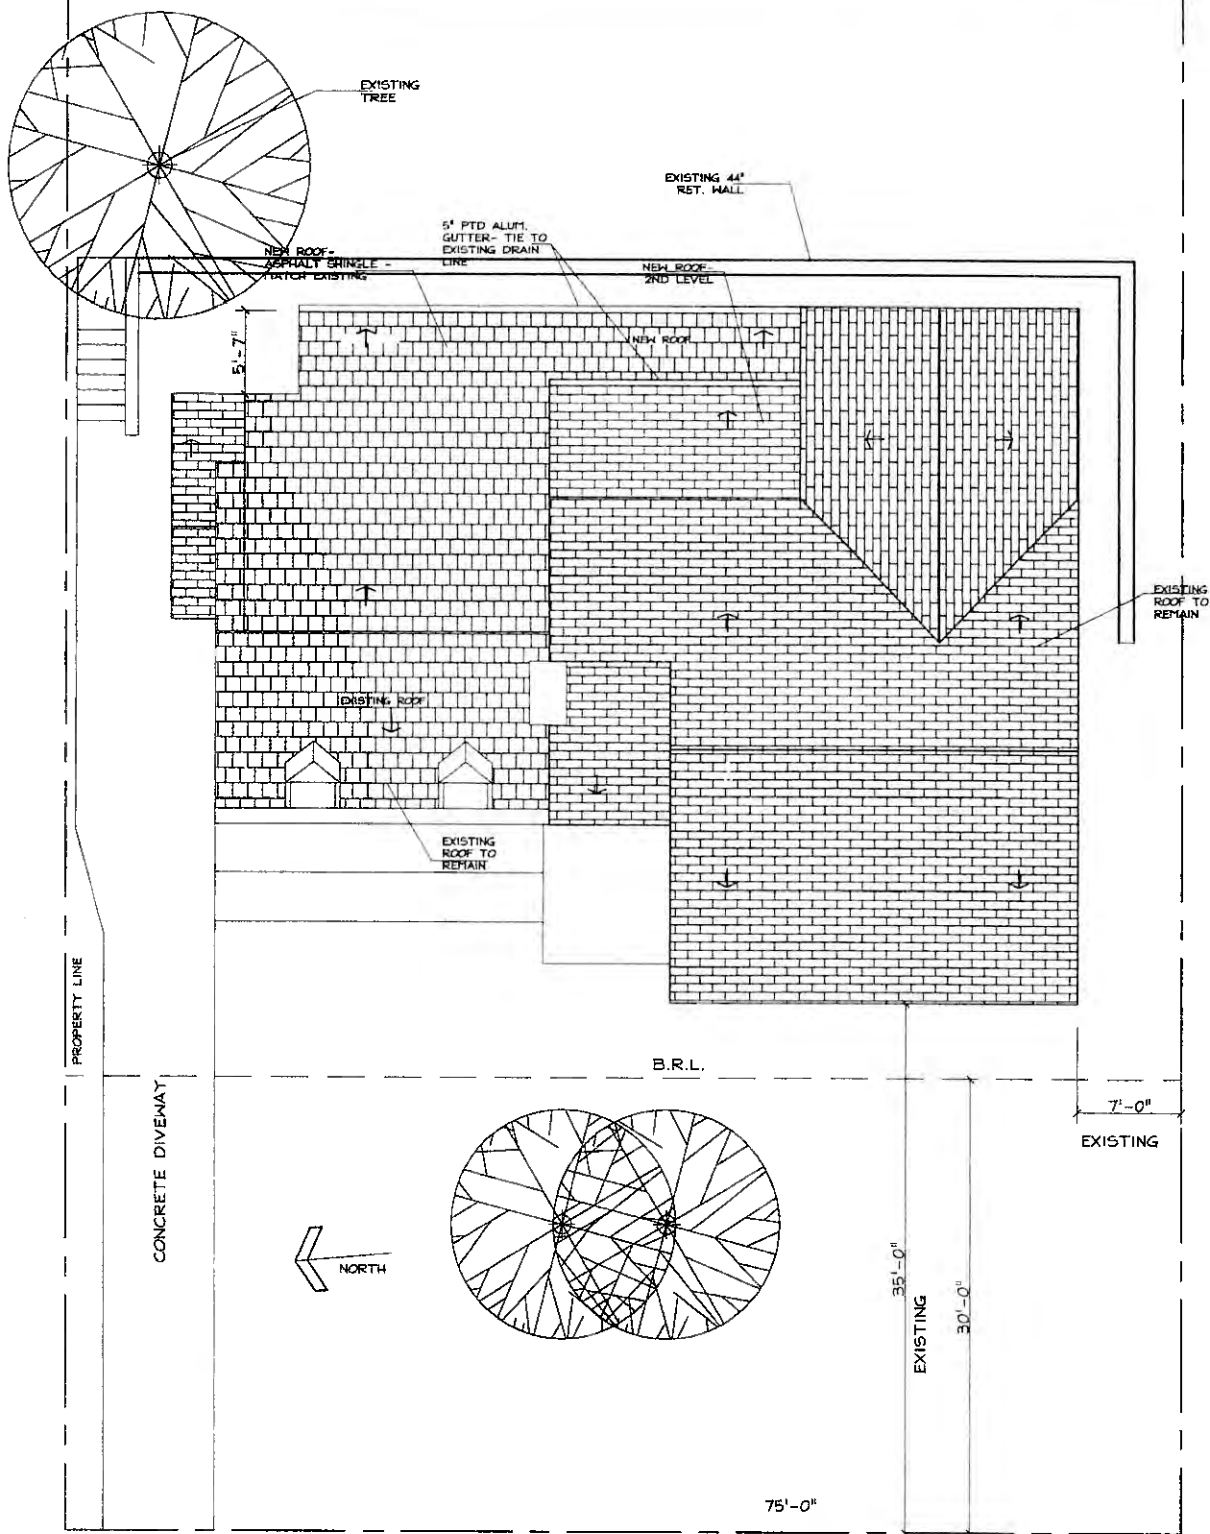 EXISTING
TREE
EXISTING 44"
RET. WALL
5" PTD ALUM.
GUTTER- TIE TO
EXISTING DRAIN
LINE
NEW ROOF-
ASPHALT SHINGLE -
MATCH EXISTING
NEW ROOF-
2ND LEVEL
NEW ROOF
5'-7"
EXISTING
ROOF TO
REMAIN
EXISTING ROOF
EXISTING
ROOF TO
REMAIN
PROPERTY LINE
B.R.L.
7'-0"
EXISTING
CONCRETE DIVEWAY
NORTH
35'-0"
EXISTING
30'-0"
75'-0"